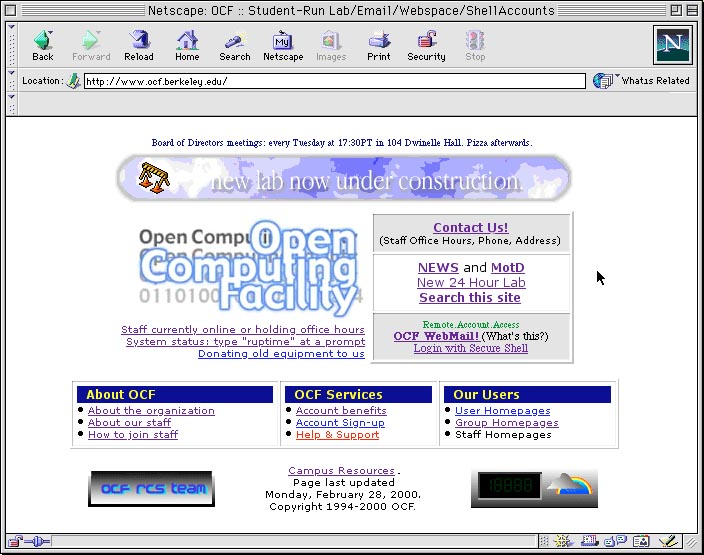 Netscape: OCF :: Student-Run Lab/Email/Webspace/ShellAccounts
Back Forward Reload Home Search Netscape Images Print Security Stop
My
N
Location: http://www.ocf.berkeley.edu/ What's Related
Board of Directors meetings: every Tuesday at 17:30PT in 104 Dwinelle Hall. Pizza afterwards.
new lab now under construction.
Open Computing Facility
0110100
Staff currently online or holding office hours
System status: type "ruptime" at a prompt
Donating old equipment to us
Contact Us!
(Staff Office Hours, Phone, Address)
NEWS and MotD
New 24 Hour Lab
Search this site
Remote.Account.Access
OCF WebMail! (What's this?)
Login with Secure Shell
About OCF
About the organization
About our staff
How to join staff
OCF Services
Account benefits
Account Sign-up
Help & Support
Our Users
User Homepages
Group Homepages
Staff Homepages
OCF RCS TEAM
Campus Resources.
Page last updated
Monday, February 28, 2000.
Copyright 1994-2000 OCF.